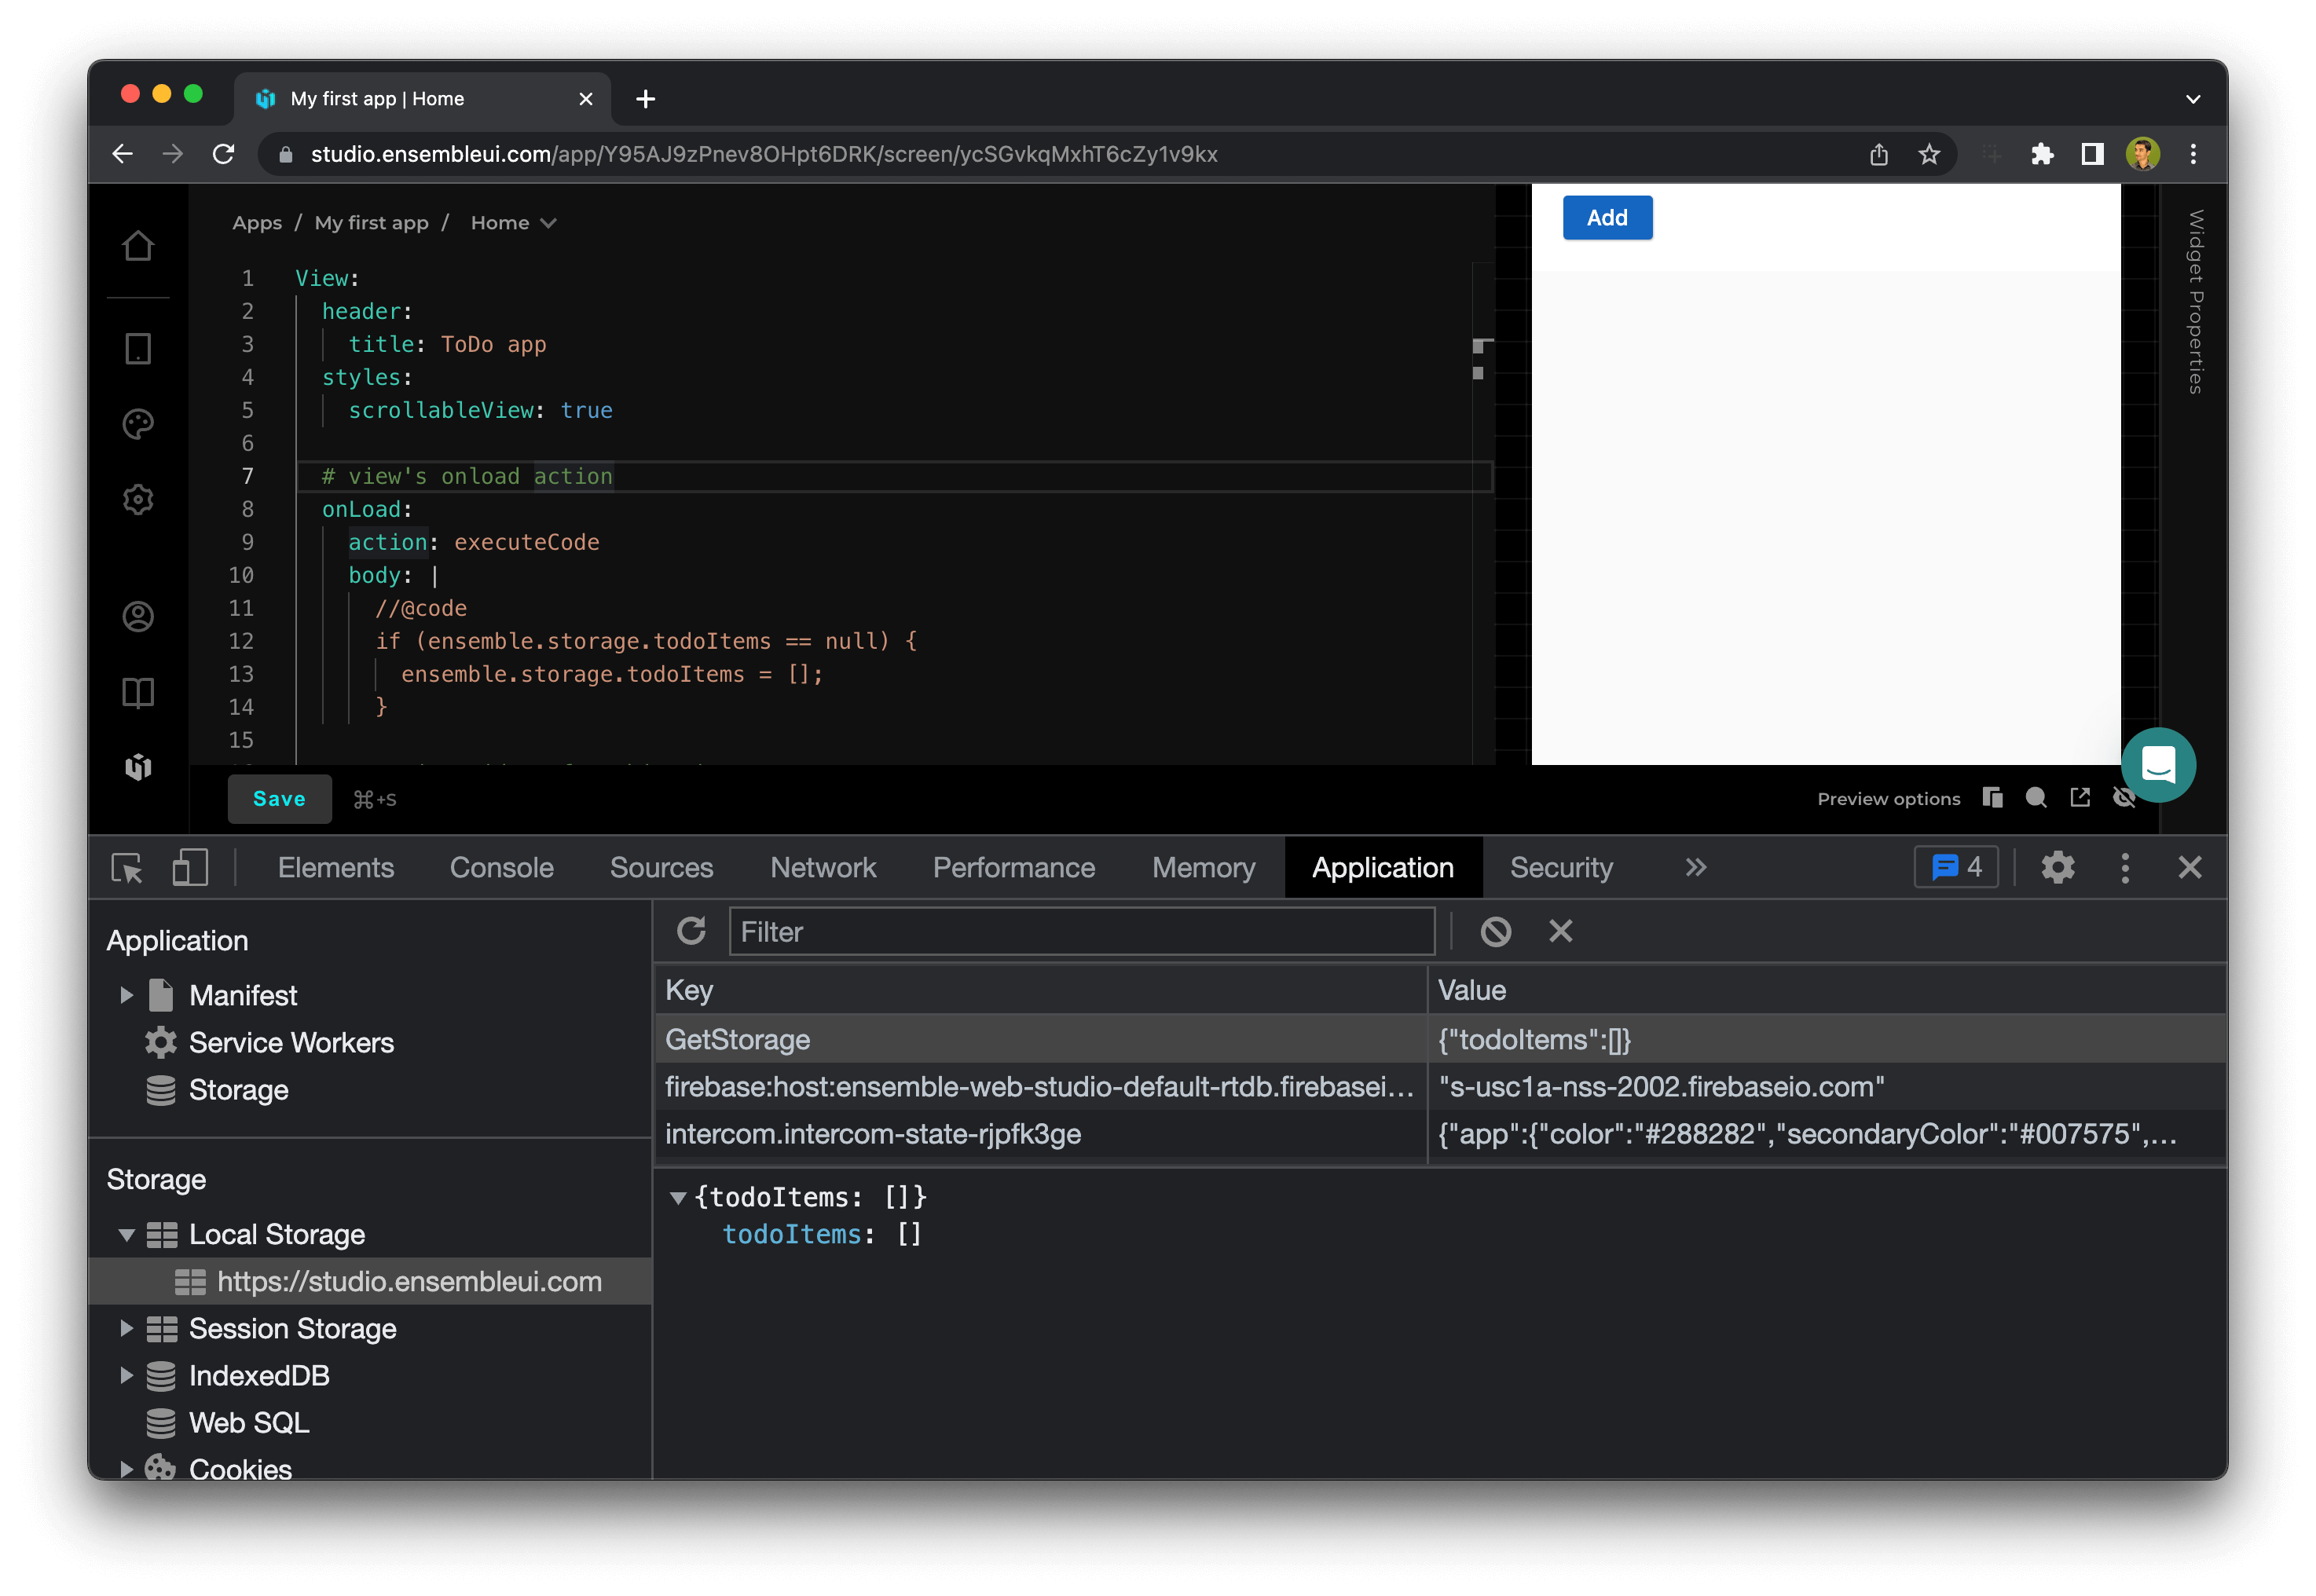 My first app | Home
studio.ensembleui.com/app/Y95AJ9zPnev8OHpt6DRK/screen/ycSGvkqMxhT6cZy1v9kx
Apps / My first app / Home
Add
Widget Properties
1 View:
2 header:
3 title: ToDo app
4 styles:
5 scrollableView: true
6
7 # view's onload action
8 onLoad:
9 action: executeCode
10 body: |
11 //@code
12 if (ensemble.storage.todoItems == null) {
13 ensemble.storage.todoItems = [];
14 }
15
Save ⌘+S
Preview options
Elements Console Sources Network Performance Memory Application Security » 4
Application
Manifest
Service Workers
Storage
Storage
Local Storage
https://studio.ensembleui.com
Session Storage
IndexedDB
Web SQL
Cookies
Filter
Key Value
GetStorage {"todoItems":[]}
firebase:host:ensemble-web-studio-default-rtdb.firebasei… "s-usc1a-nss-2002.firebaseio.com"
intercom.intercom-state-rjpfk3ge {"app":{"color":"#288282","secondaryColor":"#007575",…
{todoItems: []}
todoItems: []